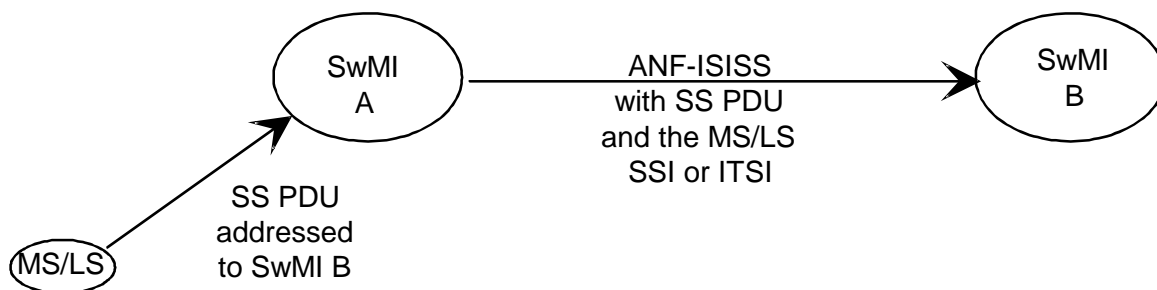 SwMI
A
ANF-ISISS
with SS PDU
and the MS/LS
SSI or ITSI
SwMI
B
SS PDU
addressed
to SwMI B
MS/LS